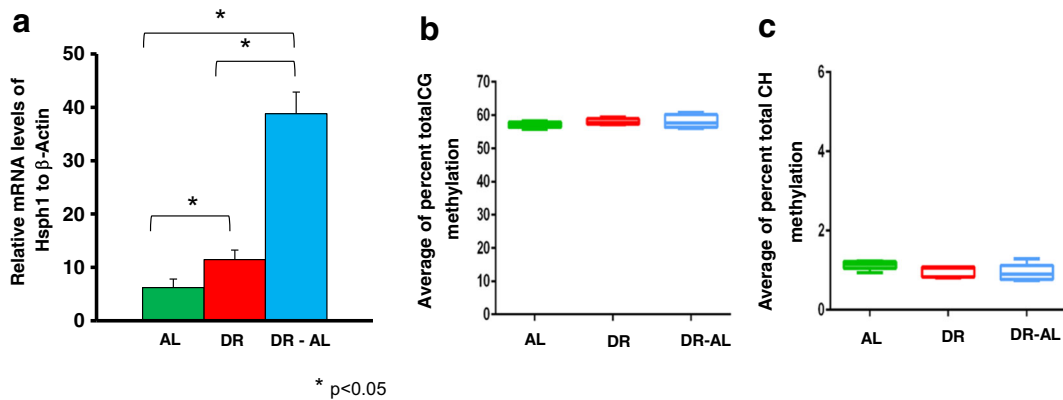 a
Relative mRNA levels of
Hsph1 to β-Actin
50
40
30
20
10
0
*
*
*
AL DR DR - AL
* p<0.05
b
Average of percent totalCG
methylation
70
60
50
40
30
20
10
0
AL DR DR-AL
c
Average of percent total CH
methylation
6
4
2
0
AL DR DR-AL